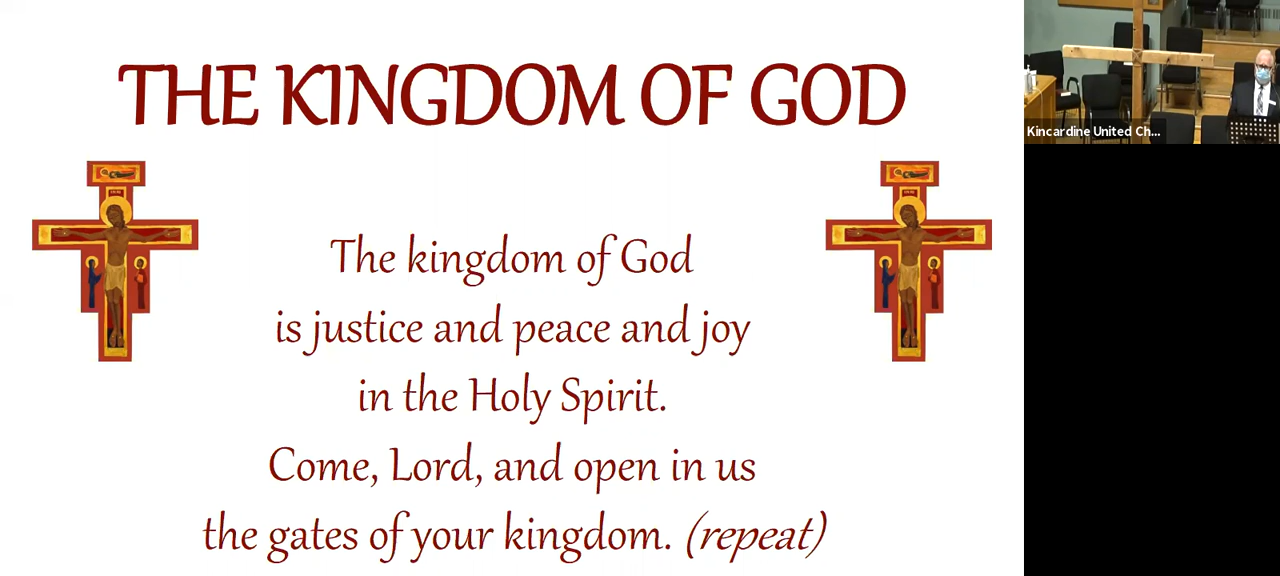 THE KINGDOM OF GOD
The kingdom of God
is justice and peace and joy
in the Holy Spirit.
Come, Lord, and open in us
the gates of your kingdom. (repeat)
Kincardine United Ch...